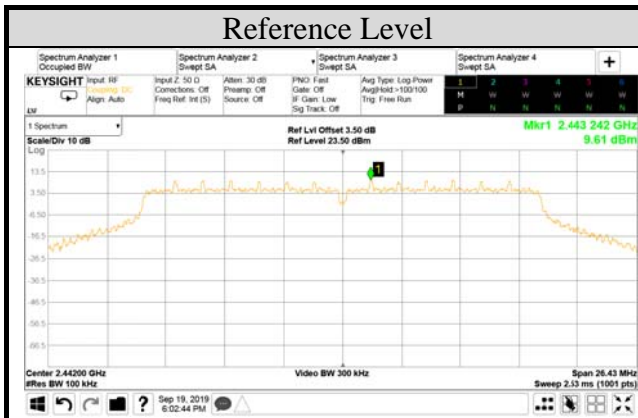 Reference Level
Spectrum Analyzer 1
Occupied BW
Spectrum Analyzer 2
Swept SA
Spectrum Analyzer 3
Swept SA
Spectrum Analyzer 4
Swept SA
+
KEYSIGHT
Input: RF
Coupling: DC
Align: Auto
Input Z: 50 Ω
Corrections: Off
Freq Ref: Int (S)
Atten: 30 dB
Preamp: Off
Source: Off
PNO: Fast
Gate: Off
IF Gain: Low
Sig Track: Off
Avg Type: Log-Power
Avg|Hold:>100/100
Trig: Free Run
1 2 3 4 5 6
M W W W W W
P N N N N N
1 Spectrum
Scale/Div 10 dB
Ref Lvl Offset 3.50 dB
Ref Level 23.50 dBm
Mkr1 2.443 242 GHz
9.61 dBm
Log
1
13.5
3.50
-6.50
-16.5
-26.5
-36.5
-46.5
-56.5
-66.5
Center 2.44200 GHz
#Res BW 100 kHz
Video BW 300 kHz
Span 26.43 MHz
Sweep 2.53 ms (1001 pts)
?
Sep 19, 2019
6:02:44 PM